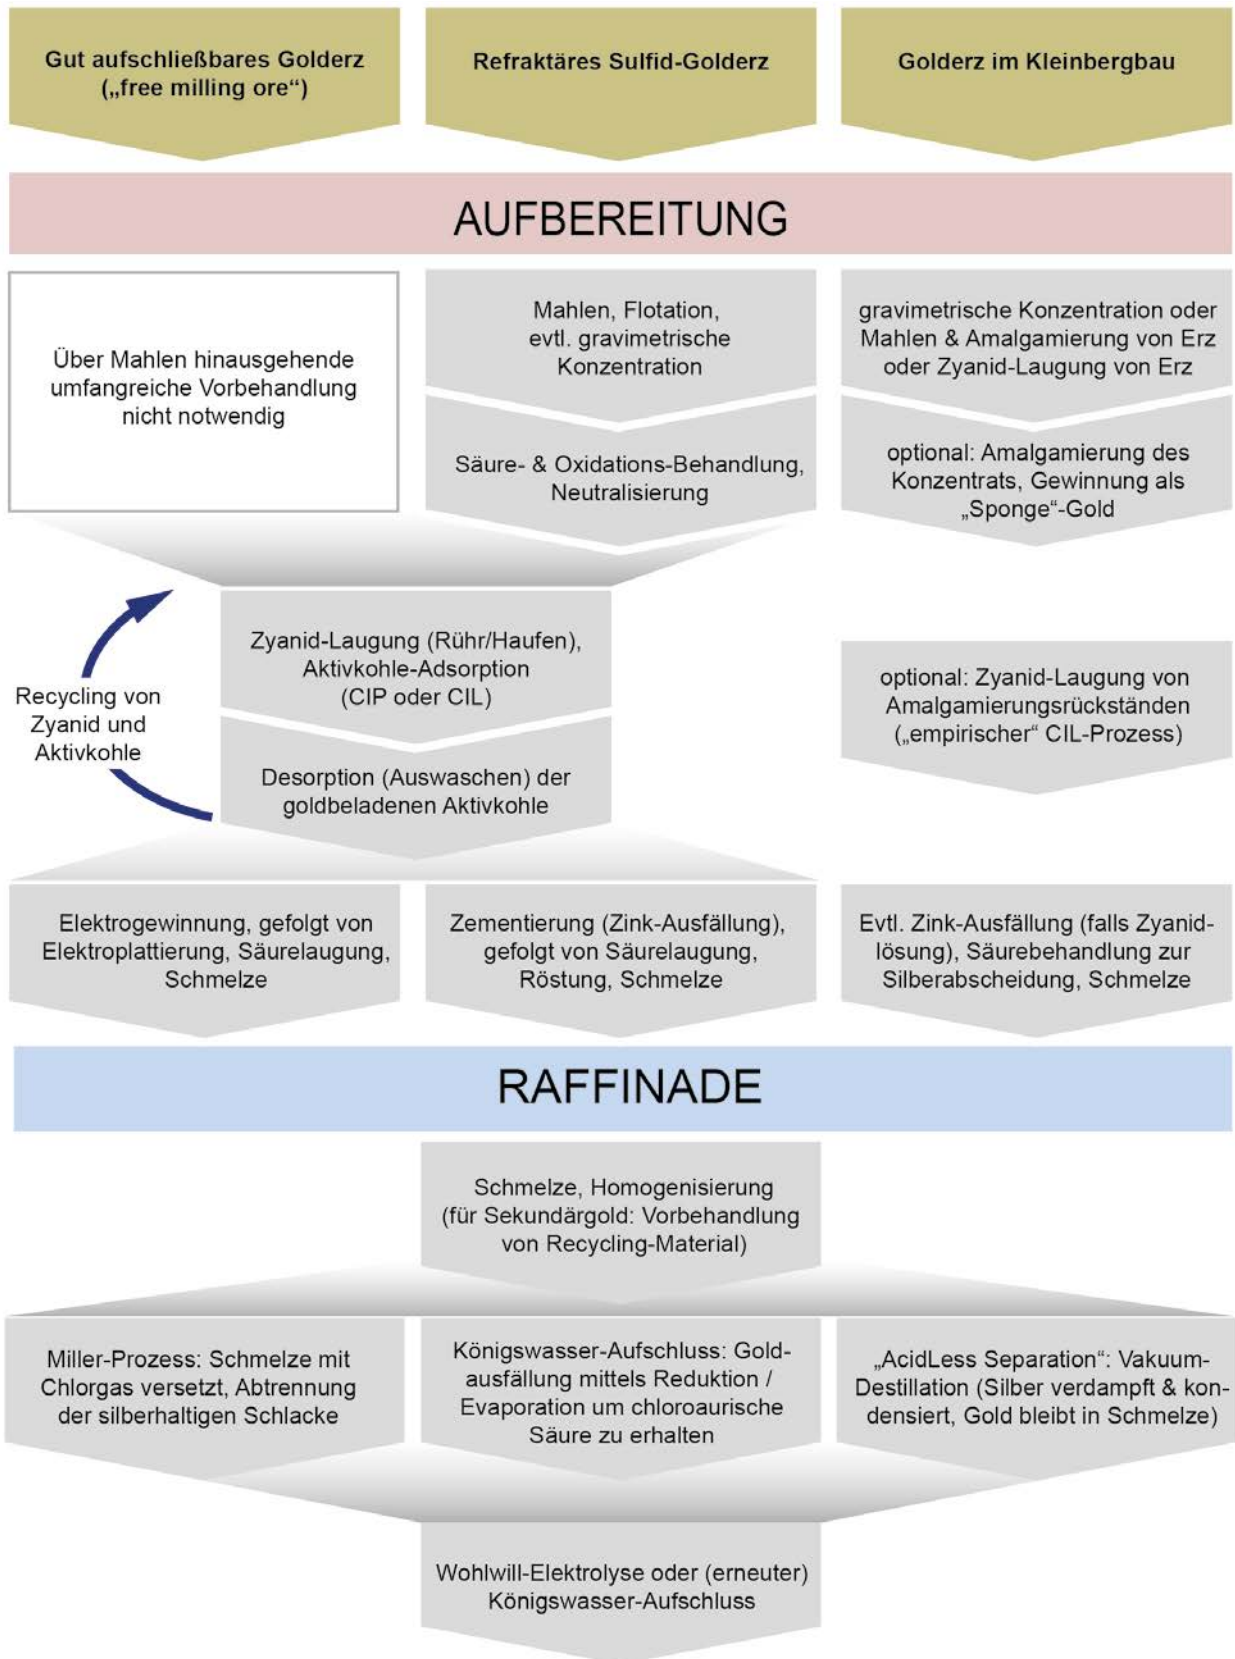 Gut aufschließbares Golderz
(„free milling ore“)
Refraktäres Sulfid-Golderz
Golderz im Kleinbergbau
AUFBEREITUNG
Über Mahlen hinausgehende
umfangreiche Vorbehandlung
nicht notwendig
Mahlen, Flotation,
evtl. gravimetrische
Konzentration
gravimetrische Konzentration oder
Mahlen & Amalgamierung von Erz
oder Zyanid-Laugung von Erz
Säure- & Oxidations-Behandlung,
Neutralisierung
optional: Amalgamierung des
Konzentrats, Gewinnung als
„Sponge“-Gold
Recycling von
Zyanid und
Aktivkohle
Zyanid-Laugung (Rühr/Haufen),
Aktivkohle-Adsorption
(CIP oder CIL)
optional: Zyanid-Laugung von
Amalgamierungsrückständen
(„empirischer“ CIL-Prozess)
Desorption (Auswaschen) der
goldbeladenen Aktivkohle
Elektrogewinnung, gefolgt von
Elektroplattierung, Säurelaugung,
Schmelze
Zementierung (Zink-Ausfällung),
gefolgt von Säurelaugung,
Röstung, Schmelze
Evtl. Zink-Ausfällung (falls Zyanid-
lösung), Säurebehandlung zur
Silberabscheidung, Schmelze
RAFFINADE
Schmelze, Homogenisierung
(für Sekundärgold: Vorbehandlung
von Recycling-Material)
Miller-Prozess: Schmelze mit
Chlorgas versetzt, Abtrennung
der silberhaltigen Schlacke
Königswasser-Aufschluss: Gold-
ausfällung mittels Reduktion /
Evaporation um chloroaurische
Säure zu erhalten
„AcidLess Separation“: Vakuum-
Destillation (Silber verdampft & kon-
densiert, Gold bleibt in Schmelze)
Wohlwill-Elektrolyse oder (erneuter)
Königswasser-Aufschluss